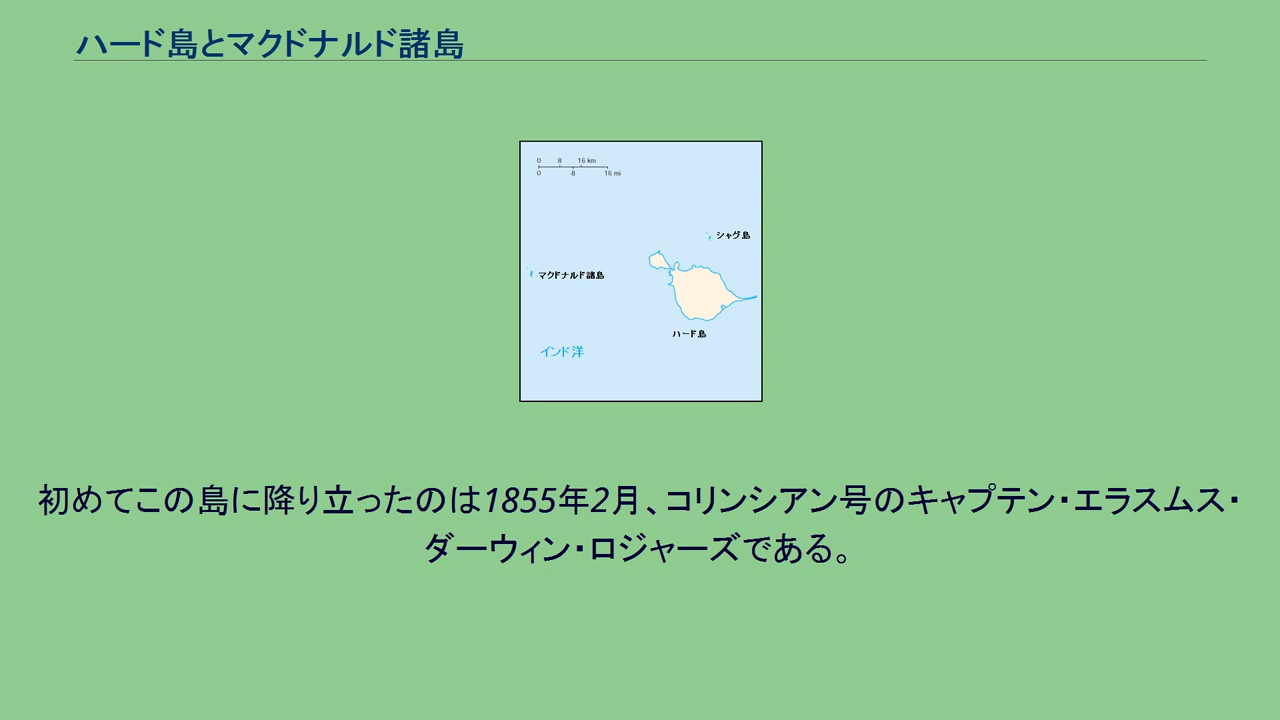 ハード島とマクドナルド諸島
0 8 16 km
0 8 16 mi
シャグ島
マクドナルド諸島
ハード島
インド洋
初めてこの島に降り立ったのは1855年2月、コリンシアン号のキャプテン・エラスムス・
ダーウィン・ロジャーズである。